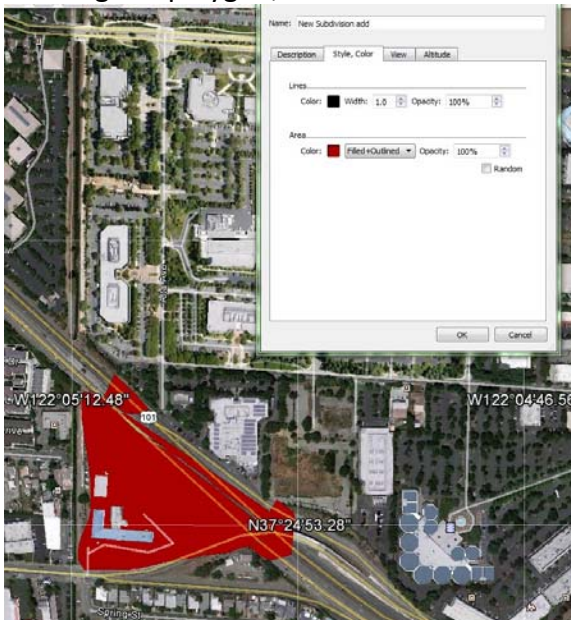 Name: New Subdivision add
Description Style, Color View Altitude
Lines
Color: Width: 1.0 Opacity: 100%
Area
Color: Filled+Outlined Opacity: 100%
Random
OK Cancel
W122°05'12.48"
W122°04'46.56
101
N37°24'53.28"
Spring St